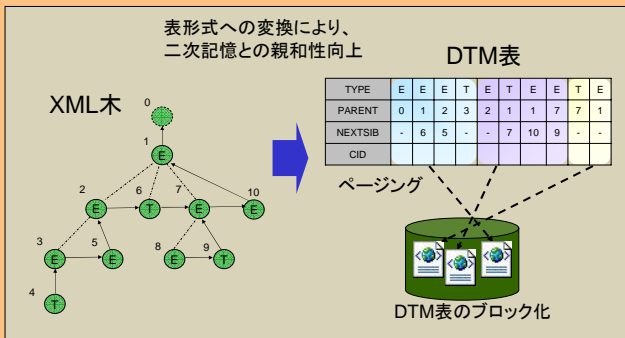 表形式への変換により、
二次記憶との親和性向上
DTM表
XML木
TYPE E E E T E T E E T E
PARENT 0 1 2 3 2 1 1 7 7 1
NEXTSIB - 6 5 - - 7 10 9 - -
CID
ページング
0
1
E
2 6 7 10
E T E E
3 5 8 9
E E E T
4
T
DTM表のブロック化